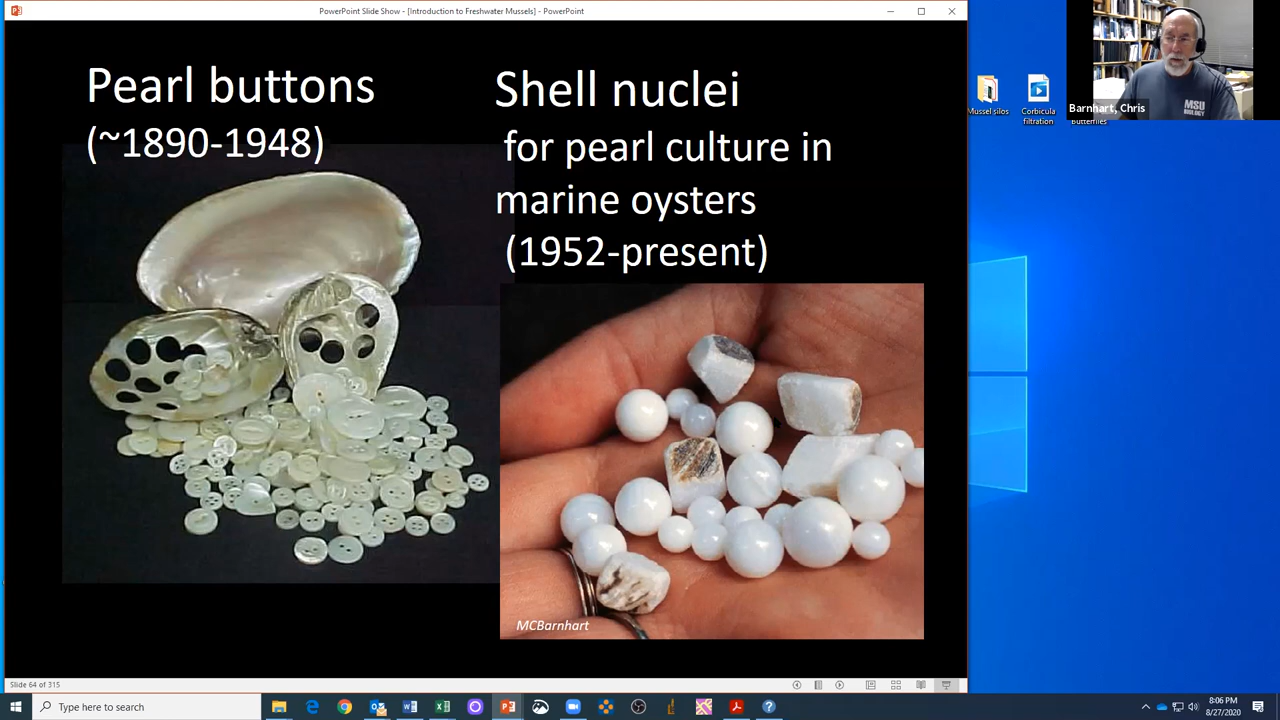 PowerPoint Slide Show - [Introduction to Freshwater Mussels] - PowerPoint
Pearl buttons
(~1890-1948)
Shell nuclei
for pearl culture in
marine oysters
(1952-present)
MCBarnhart
Slide 64 of 315
Mussel silos
Corbicula
filtration
Butterflies
MSU
BIOLOGY
Barnhart, Chris
Type here to search
8:06 PM
8/27/2020